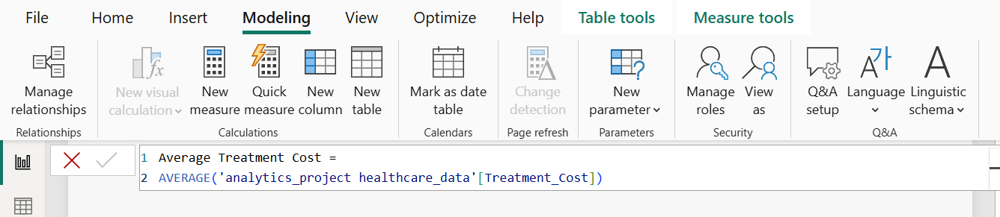 File Home Insert Modeling View Optimize Help Table tools Measure tools
Manage relationships
New visual calculation
New measure
Quick measure
New column
New table
Mark as date table
Change detection
New parameter
Manage roles
View as
Q&A setup
Language
Linguistic schema
Relationships Calculations Calendars Page refresh Parameters Security Q&A
1 Average Treatment Cost =
2 AVERAGE('analytics_project healthcare_data'[Treatment_Cost])